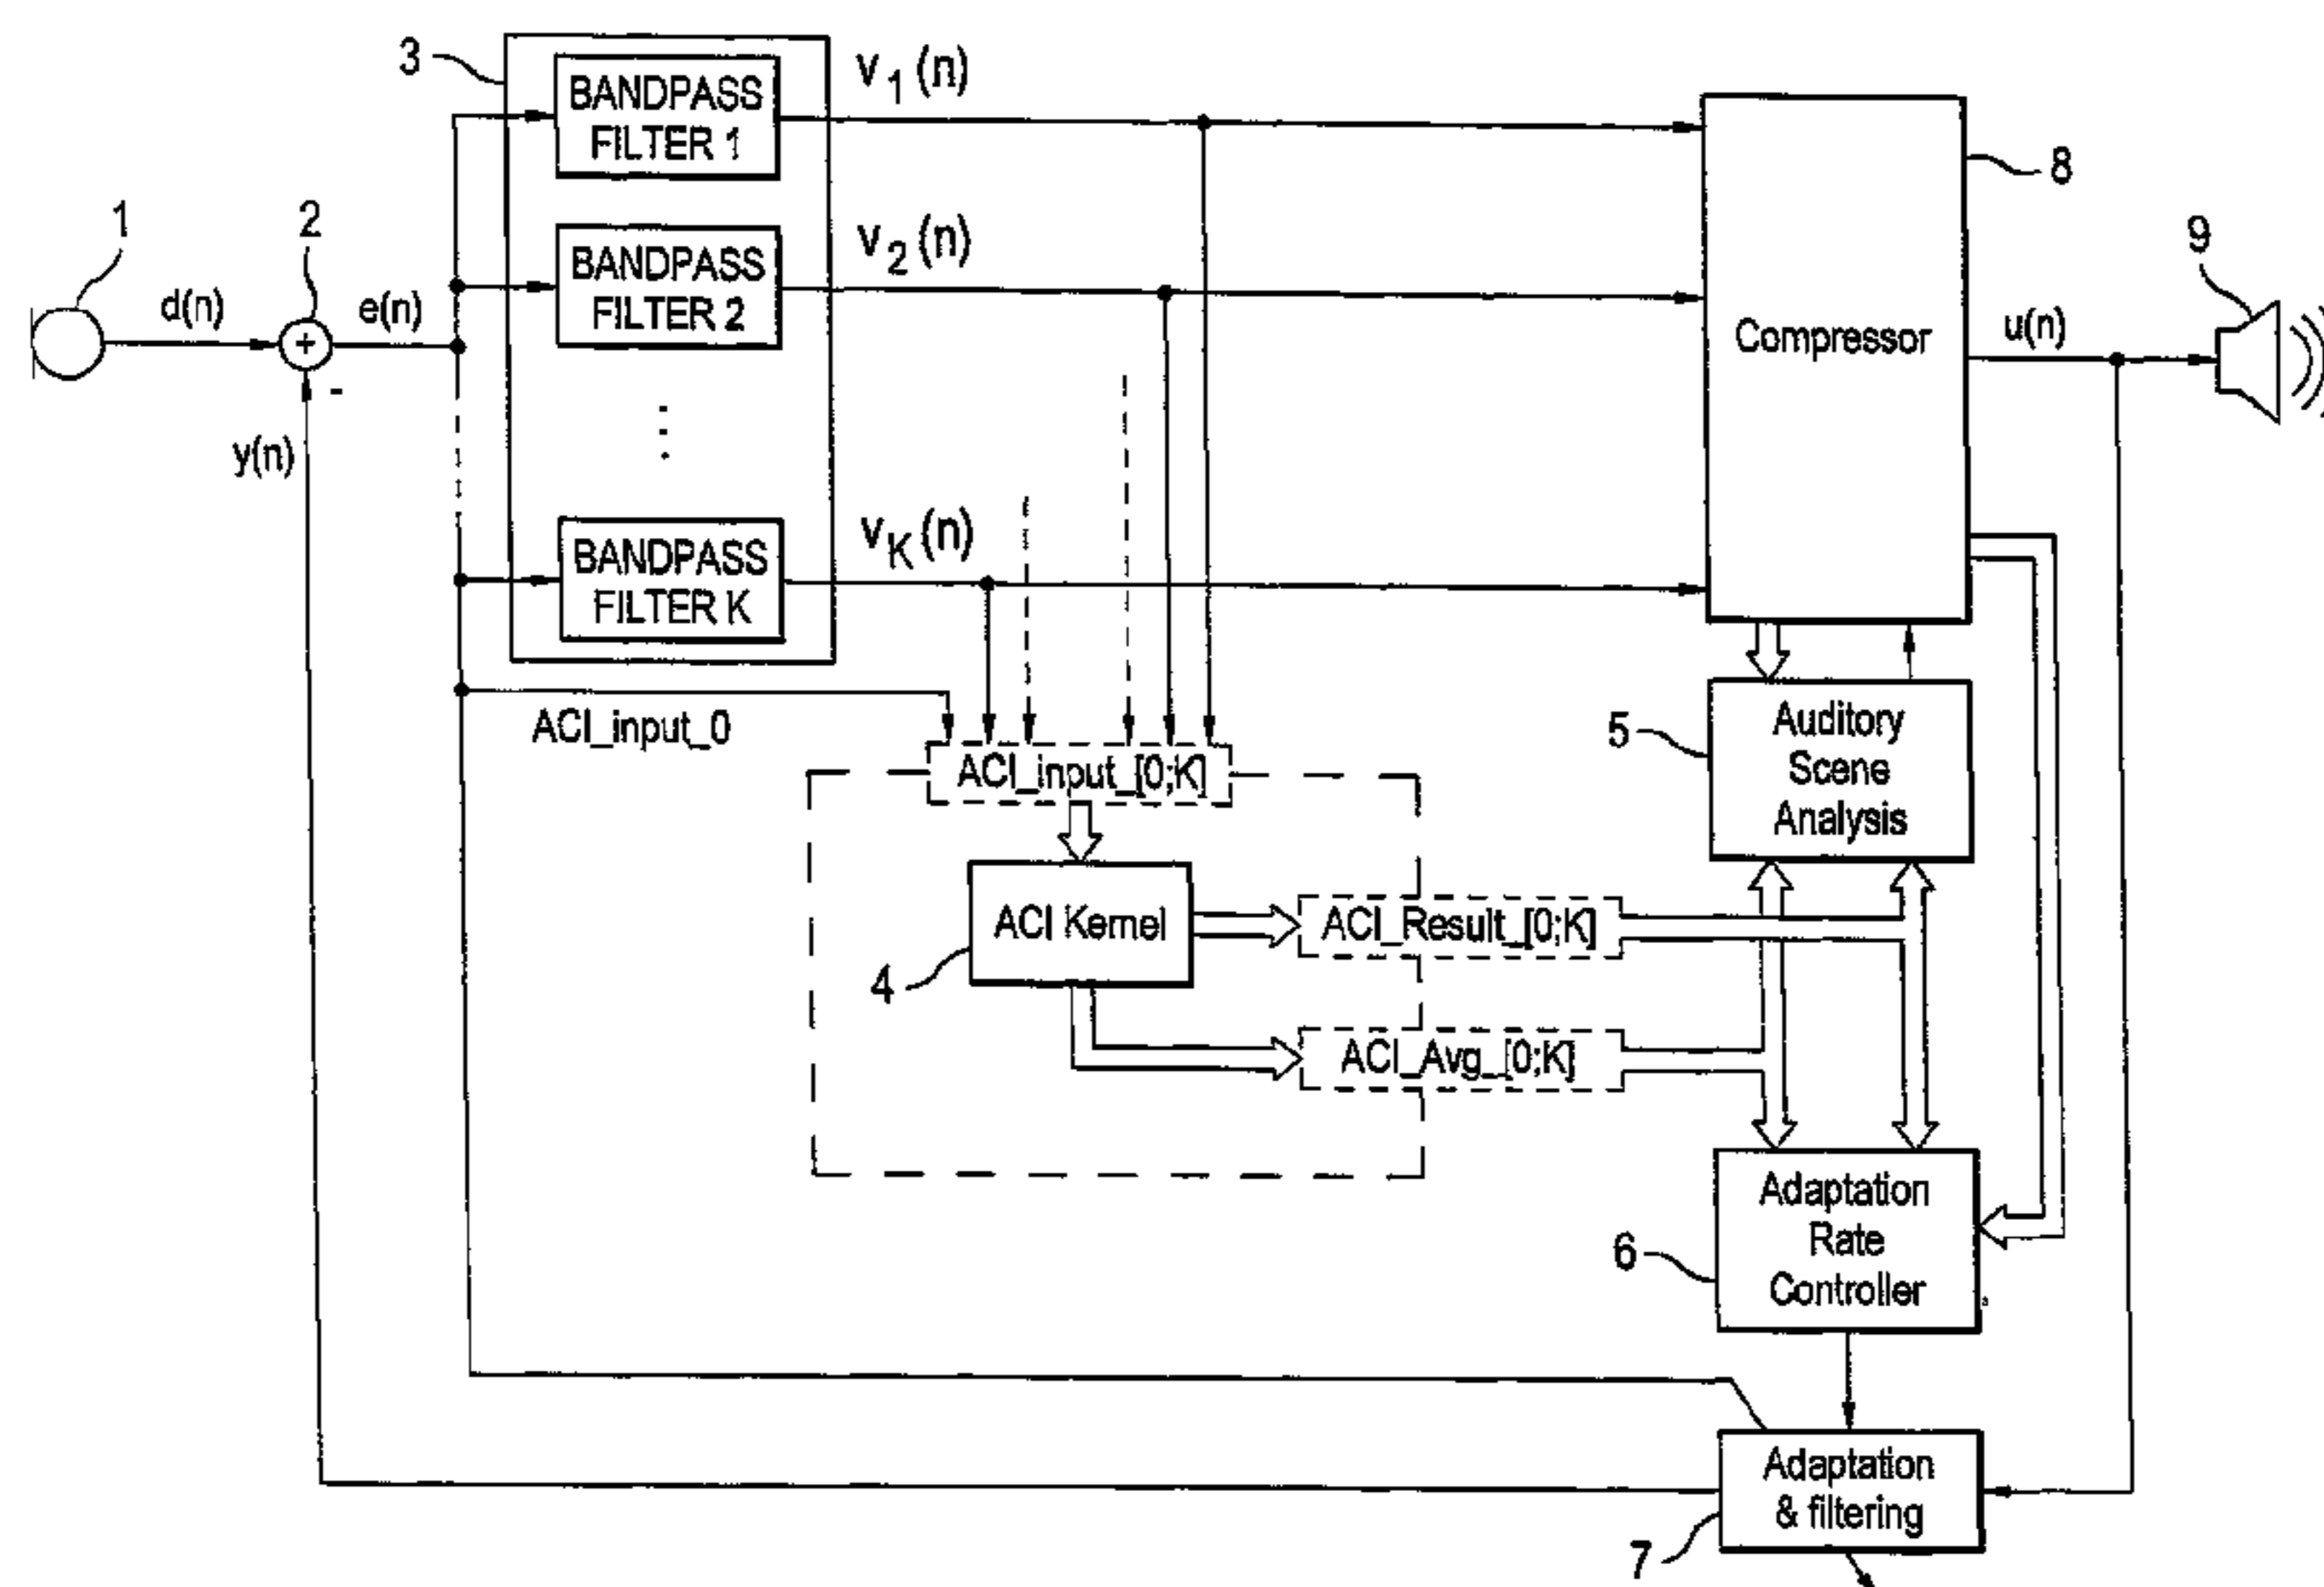 3
BANDPASS
FILTER 1
v1(n)
8
1
2
BANDPASS
FILTER 2
v2(n)
9
d(n)
e(n)
+
Compressor
u(n)
-
y(n)
⋮
BANDPASS
FILTER K
vK(n)
ACI_input_0
5
Auditory
Scene
Analysis
ACI_input_[0;K]
ACI Kernel
4
ACI_Result_[0;K]
ACI_Avg_[0;K]
6
Adaptation
Rate
Controller
Adaptation
& filtering
7